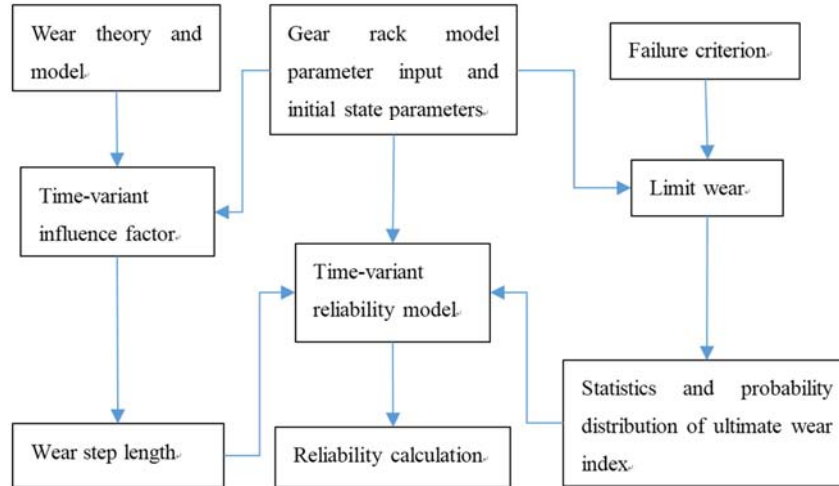 Wear theory and
model
Gear rack model
parameter input and
initial state parameters
Failure criterion
Time-variant
influence factor
Limit wear
Time-variant
reliability model
Statistics and probability
distribution of ultimate wear
index
Wear step length
Reliability calculation